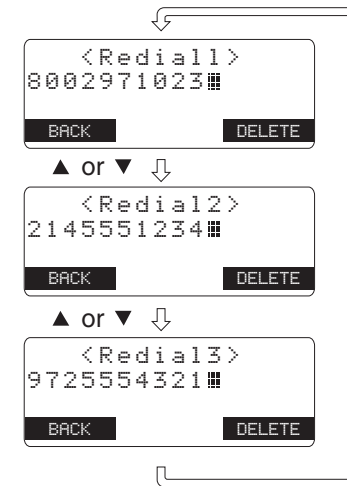 <Redial1>
8002971023
BACK DELETE
▲ or ▼
<Redial2>
2145551234
BACK DELETE
▲ or ▼
<Redial3>
9725554321
BACK DELETE